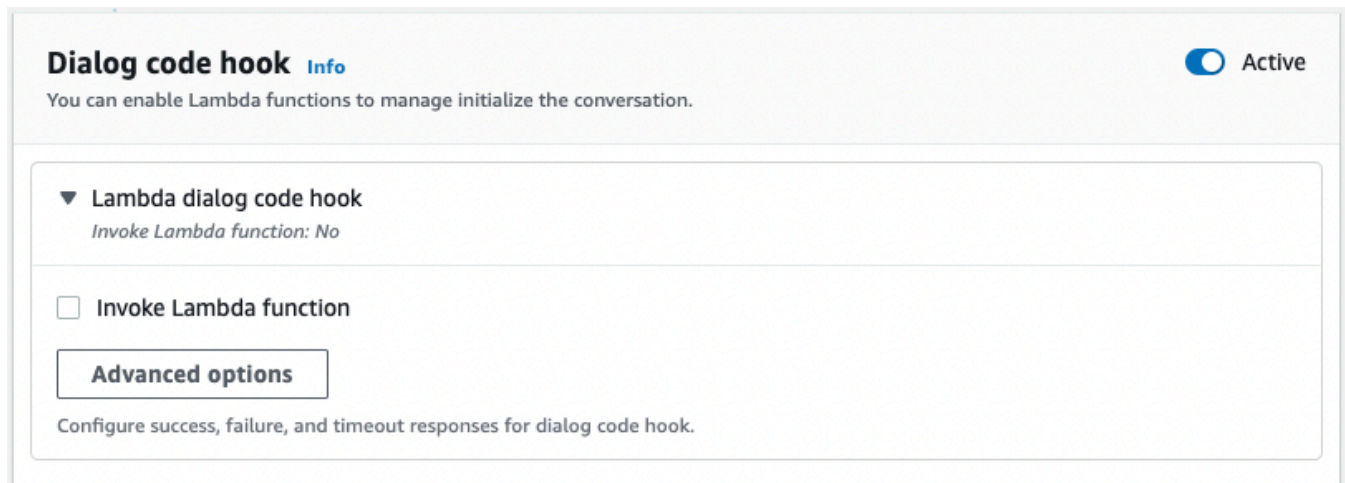 Dialog code hook Info
Active
You can enable Lambda functions to manage initialize the conversation.
Lambda dialog code hook
Invoke Lambda function: No
Invoke Lambda function
Advanced options
Configure success, failure, and timeout responses for dialog code hook.